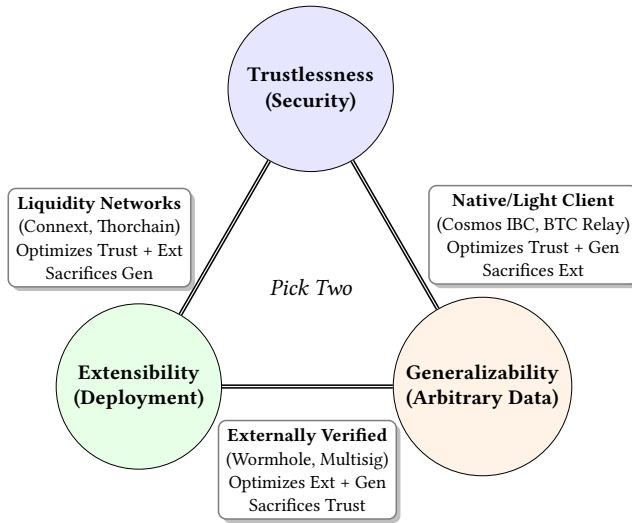 Trustlessness
(Security)
Liquidity Networks
(Connext, Thorchain)
Optimizes Trust + Ext
Sacrifices Gen
Native/Light Client
(Cosmos IBC, BTC Relay)
Optimizes Trust + Gen
Sacrifices Ext
Pick Two
Extensibility
(Deployment)
Generalizability
(Arbitrary Data)
Externally Verified
(Wormhole, Multisig)
Optimizes Ext + Gen
Sacrifices Trust